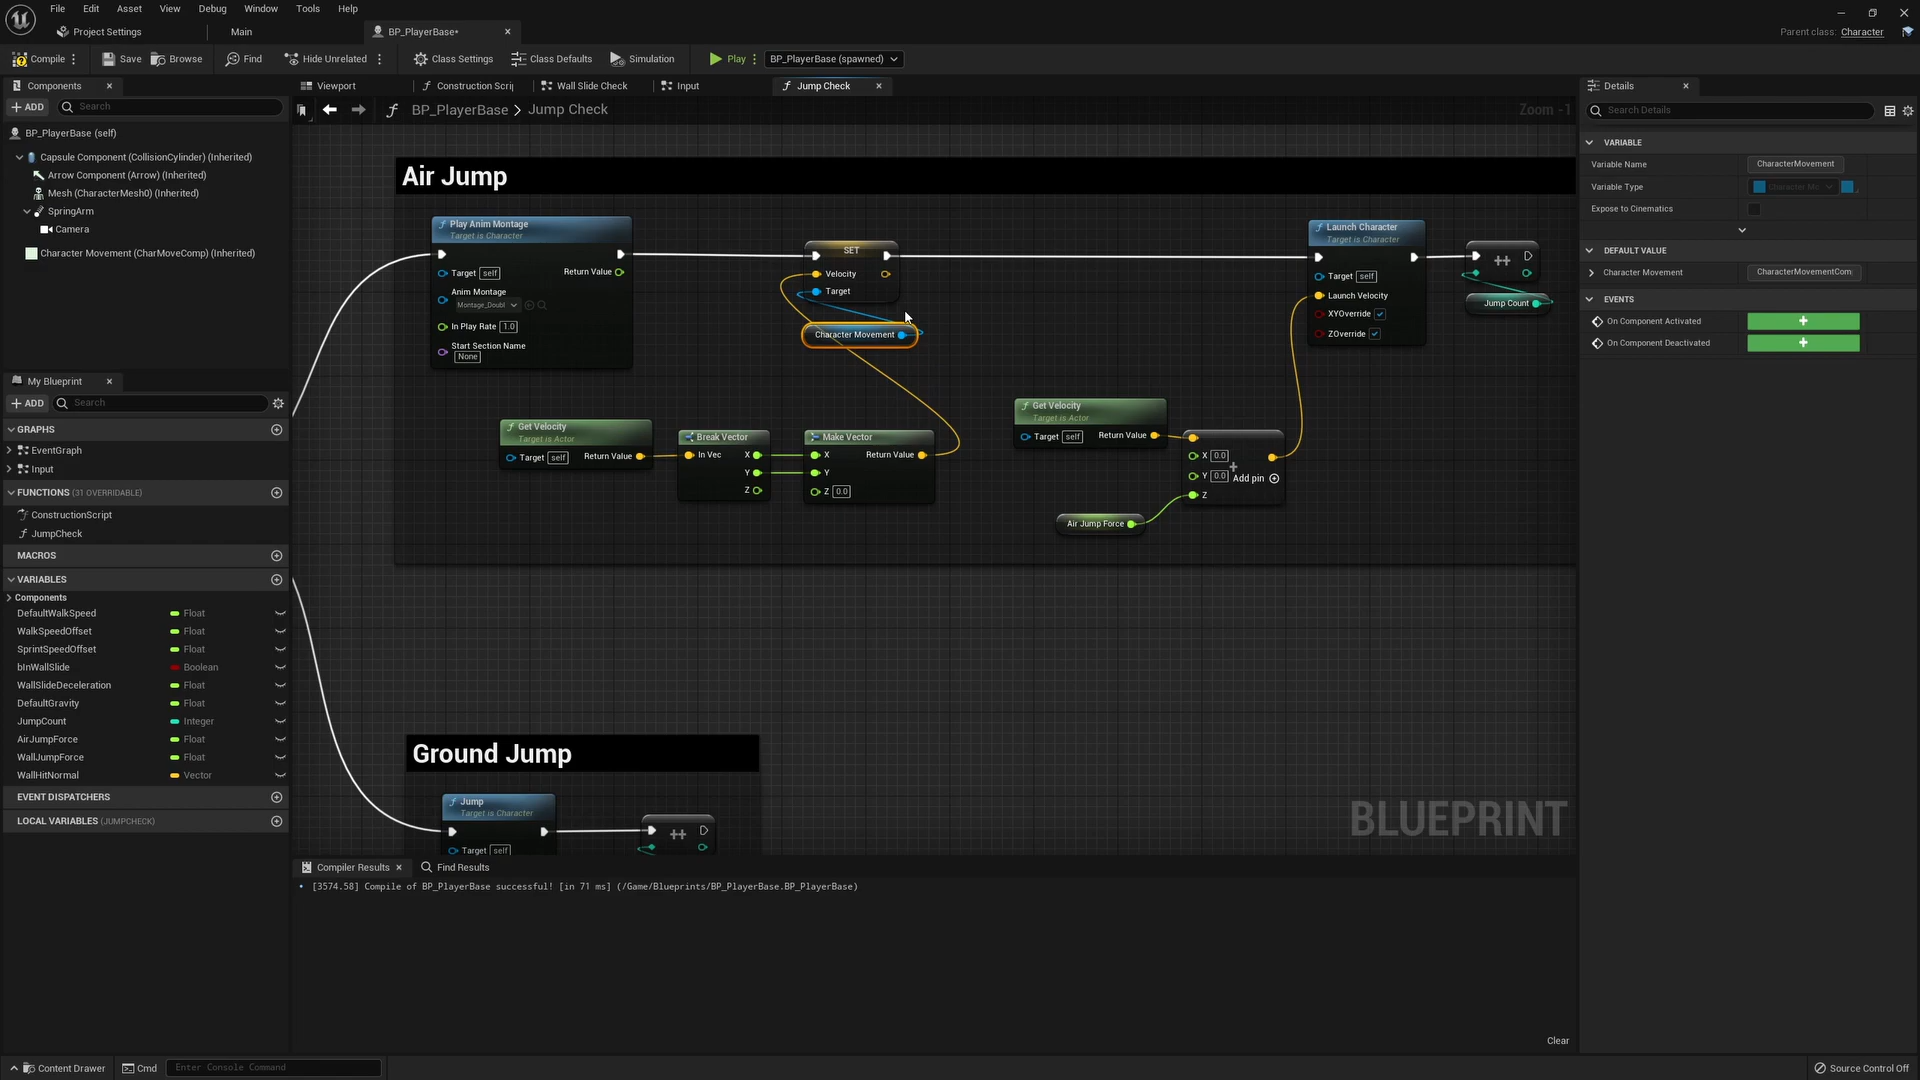 File Edit Asset View Debug Window Tools Help
Project Settings Main BP_PlayerBase* Parent class: Character
Compile Save Browse Find Hide Unrelated Class Settings Class Defaults Simulation Play BP_PlayerBase (spawned)
Components
Viewport Construction Scrip Wall Slide Check Input Jump Check
Details
ADD Search
BP_PlayerBase > Jump Check Zoom -1
Search Details
BP_PlayerBase (self)
Capsule Component (CollisionCylinder) (Inherited)
Arrow Component (Arrow) (Inherited)
Mesh (CharacterMesh0) (Inherited)
SpringArm
Camera
Character Movement (CharMoveComp) (Inherited)
My Blueprint
ADD Search
GRAPHS
EventGraph
Input
FUNCTIONS (31 OVERRIDABLE)
ConstructionScript
JumpCheck
MACROS
VARIABLES
Components
DefaultWalkSpeed Float
WalkSpeedOffset Float
SprintSpeedOffset Float
bInWallSlide Boolean
WallSlideDeceleration Float
DefaultGravity Float
JumpCount Integer
AirJumpForce Float
WallJumpForce Float
WallHitNormal Vector
EVENT DISPATCHERS
LOCAL VARIABLES (JUMPCHECK)
Air Jump
Play Anim Montage
Target is Character
Target self Return Value
Anim Montage
Montage_Doubl
In Play Rate 1.0
Start Section Name
None
SET
Velocity
Target
Character Movement
Launch Character
Target is Character
Target self
Launch Velocity
XYOverride
ZOverride
++
Jump Count
Get Velocity
Target is Actor
Target self Return Value
Break Vector
In Vec X
Y
Z
Make Vector
X Return Value
Y
Z 0.0
Get Velocity
Target is Actor
Target self Return Value
X 0.0
Y 0.0 + Add pin
Z
Air Jump Force
Ground Jump
Jump
Target is Character
Target self
++
BLUEPRINT
VARIABLE
Variable Name CharacterMovement
Variable Type Character Mc
Expose to Cinematics
DEFAULT VALUE
Character Movement CharacterMovementCom
EVENTS
On Component Activated +
On Component Deactivated +
Compiler Results Find Results
[3574.58] Compile of BP_PlayerBase successful! [in 71 ms] (/Game/Blueprints/BP_PlayerBase.BP_PlayerBase)
Clear
Content Drawer Cmd Enter Console Command Source Control Off